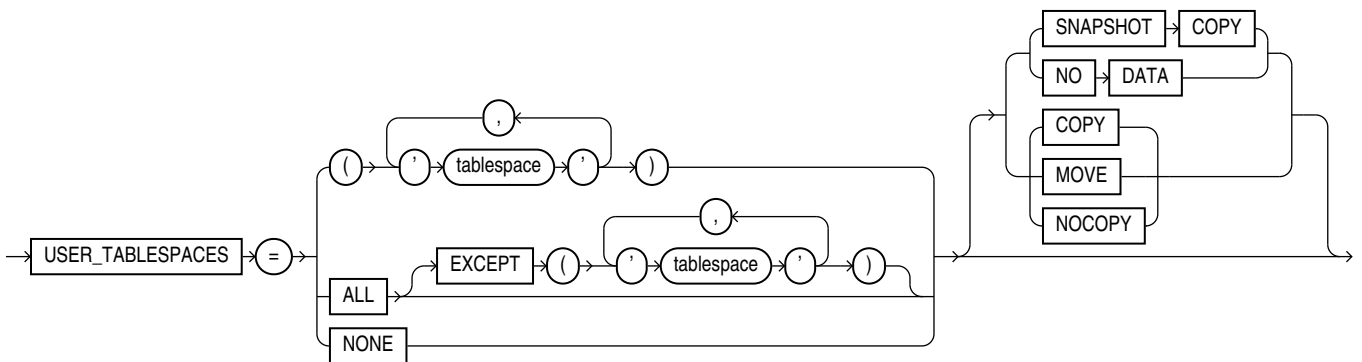 SNAPSHOT COPY
NO DATA
,
COPY
( ' tablespace ' )
MOVE
,
NOCOPY
USER_TABLESPACES =
EXCEPT ( ' tablespace ' )
ALL
NONE